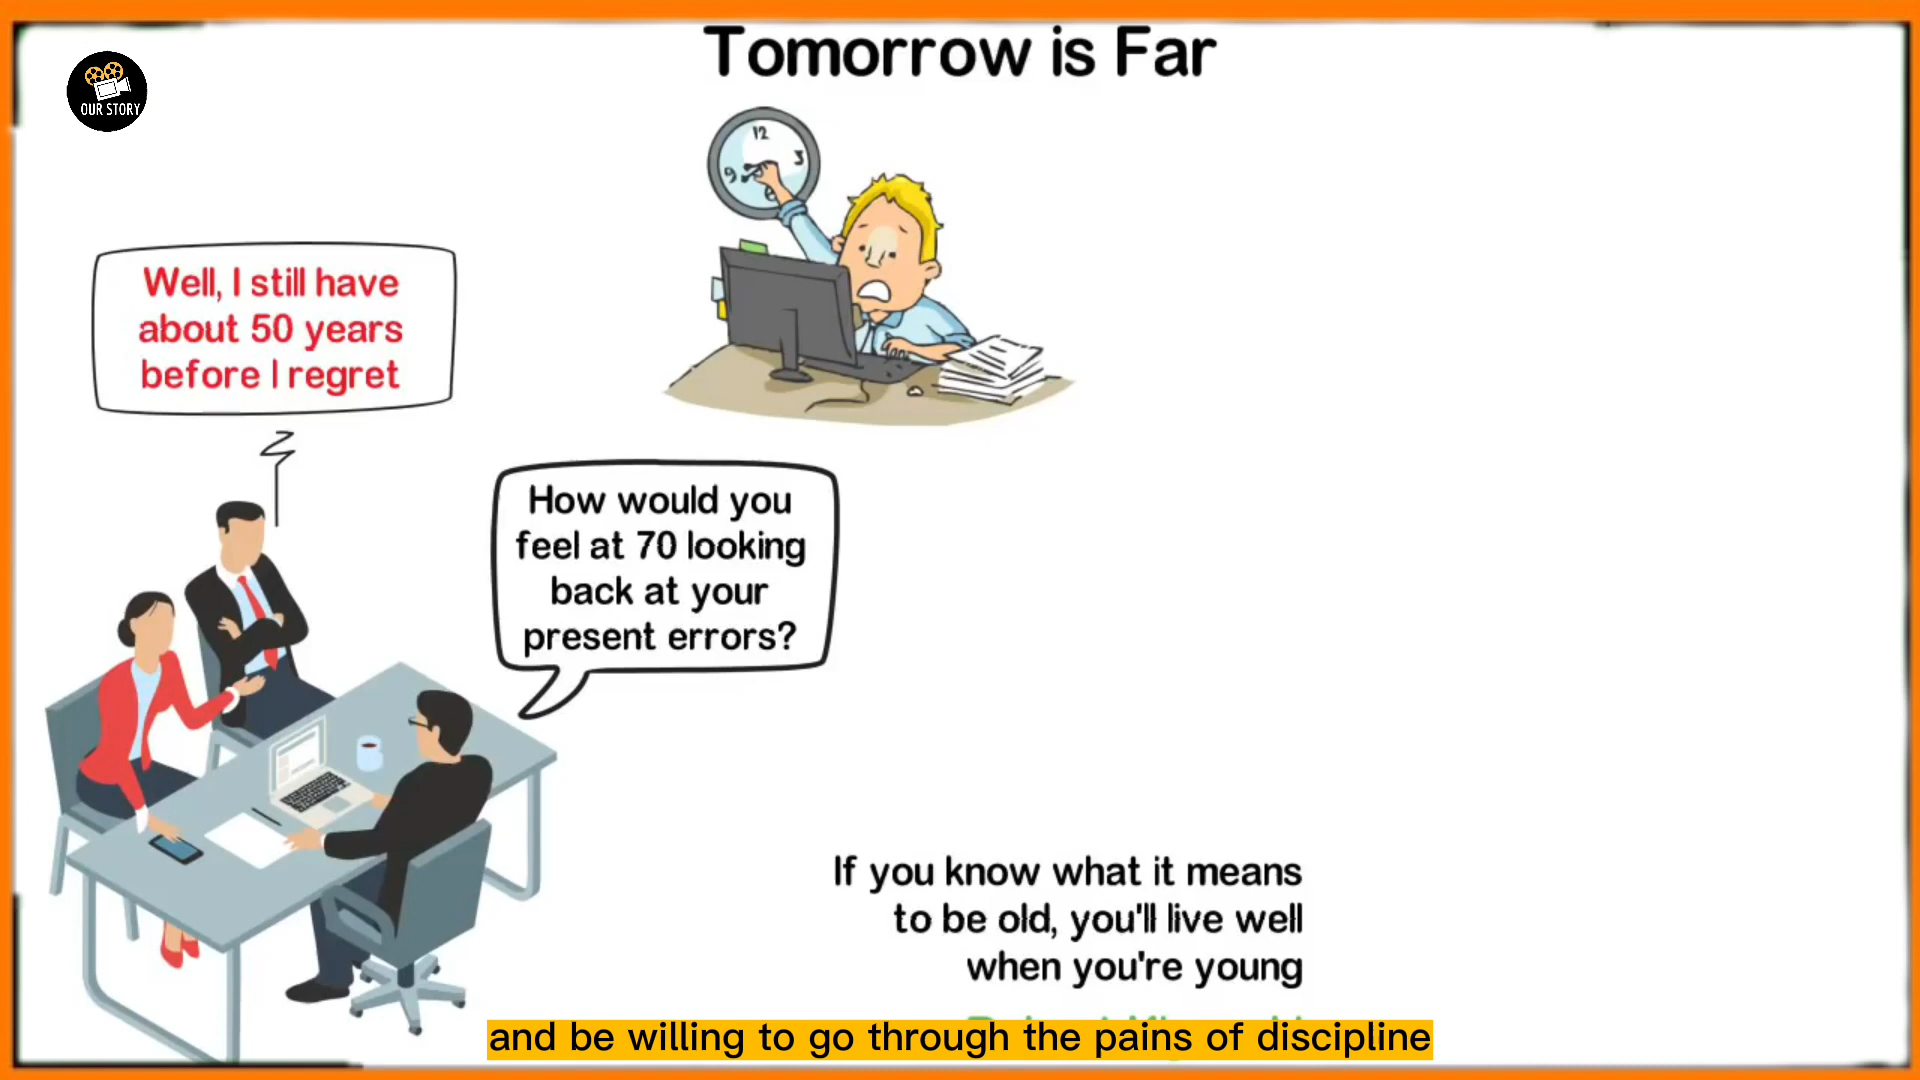 Tomorrow is Far
OUR STORY
12
3
9
6
Well, I still have
about 50 years
before I regret
How would you
feel at 70 looking
back at your
present errors?
If you know what it means
to be old, you'll live well
when you're young
and be willing to go through the pains of discipline